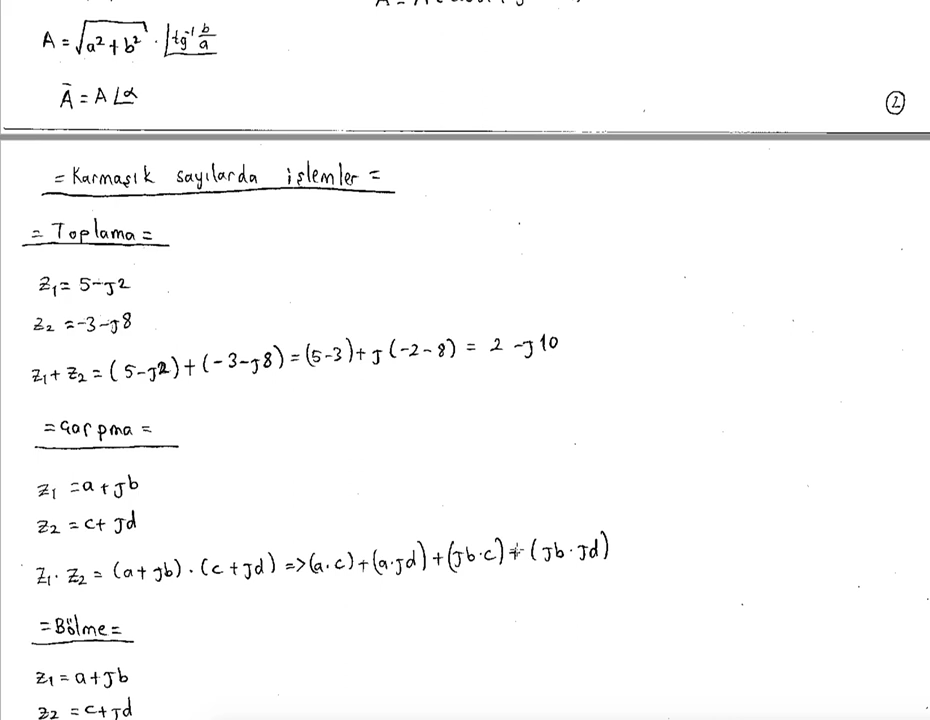 A = √a²+b² · ∠tg⁻¹ b/a
Ā = A ∠α
②
= Karmaşık sayılarda işlemler =
= Toplama =
z₁ = 5-j2
z₂ = -3-j8
z₁ + z₂ = (5-j2)+(-3-j8) = (5-3)+j(-2-8) = 2 -j10
= Çarpma =
z₁ = a+jb
z₂ = c+jd
z₁ · z₂ = (a+jb) . (c+jd) => (a.c)+(a.jd)+(jb.c)+(jb.jd)
= Bölme =
z₁ = a+jb
z₂ = c+jd